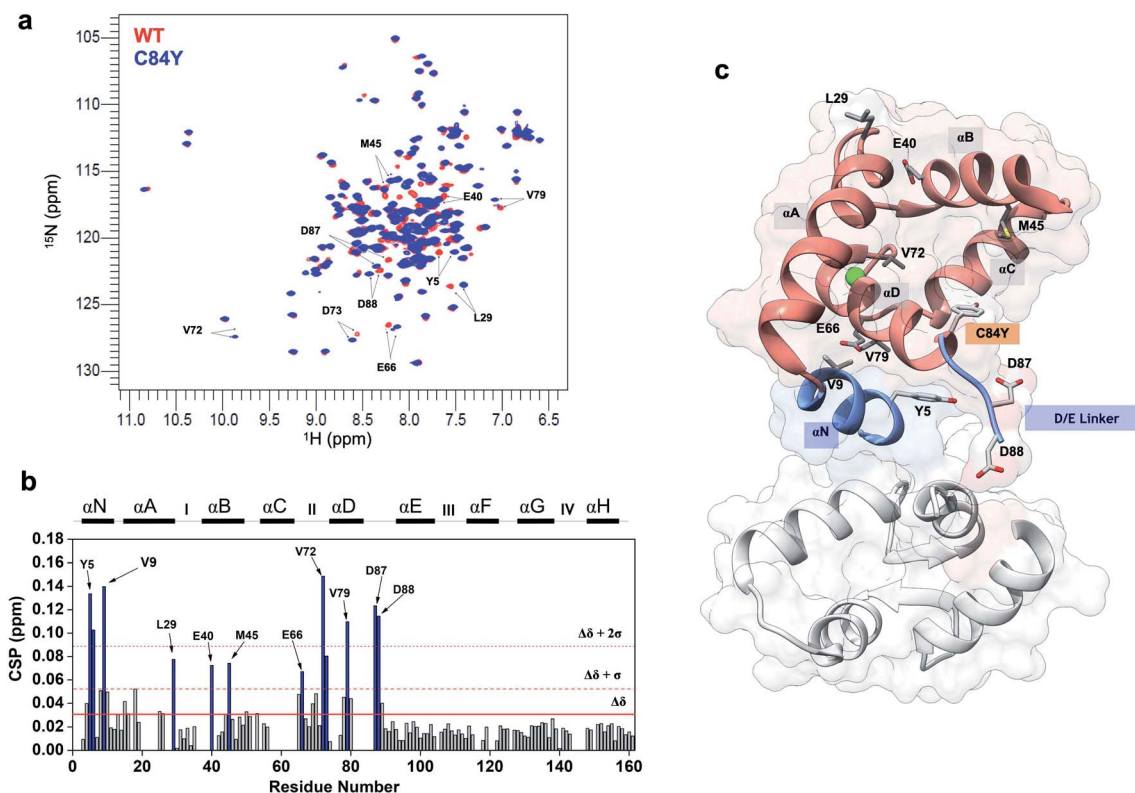 a
WT
C84Y
105
110
115
120
125
130
¹⁵N (ppm)
M45
E40
V79
D87
Y5
D88
L29
D73
V72
E66
11.0 10.5 10.0 9.5 9.0 8.5 8.0 7.5 7.0 6.5
¹H (ppm)
b
αN αA I αB αC II αD αE III αF αG IV αH
0.18
0.16
0.14
0.12
0.10
0.08
0.06
0.04
0.02
0.00
CSP (ppm)
Y5
V9
L29
E40
M45
E66
V72
V79
D87
D88
Δδ + 2σ
Δδ + σ
Δδ
0 20 40 60 80 100 120 140 160
Residue Number
c
L29
E40
αB
αA
M45
V72
αC
αD
E66
C84Y
V79
D87
V9
Y5
αN
D/E Linker
D88